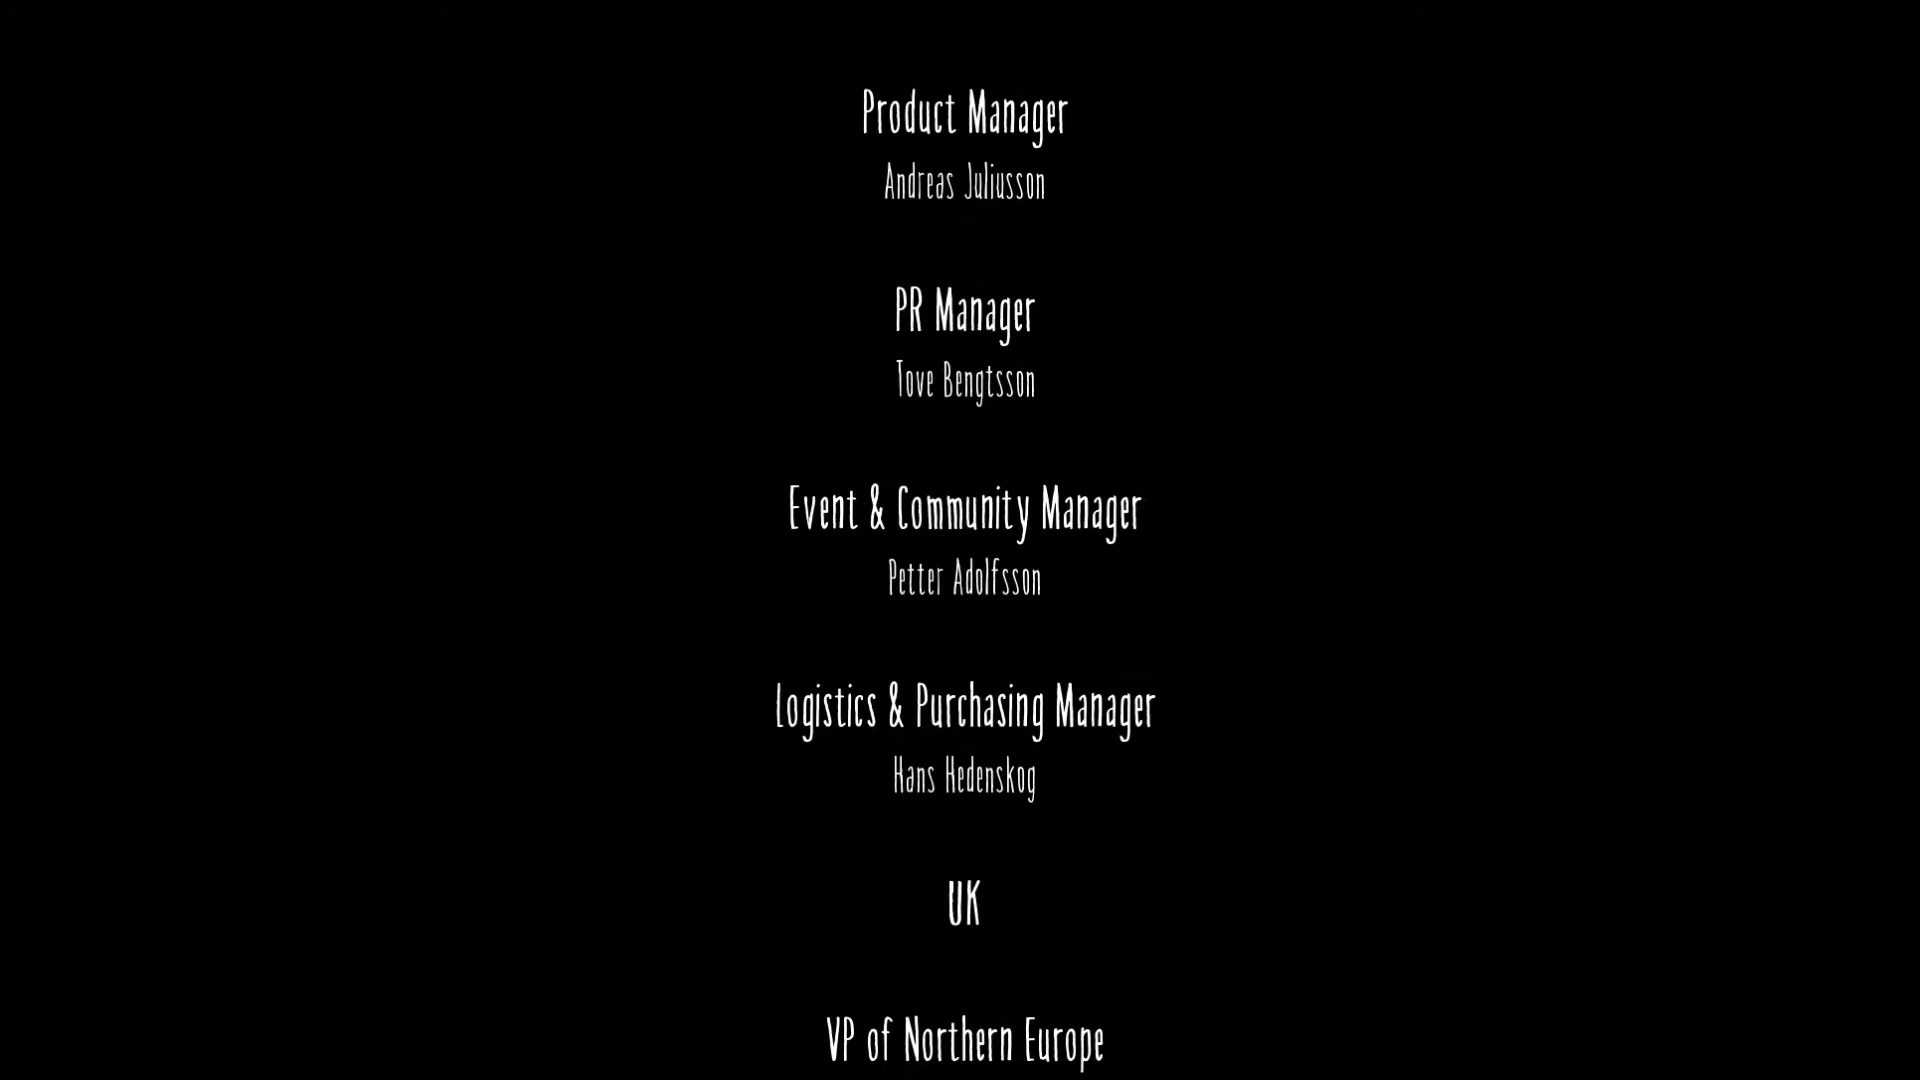 Product Manager
Andreas Juliusson
PR Manager
Tove Bengtsson
Event & Community Manager
Petter Adolfsson
Logistics & Purchasing Manager
Hans Hedenskog
UK
VP of Northern Europe